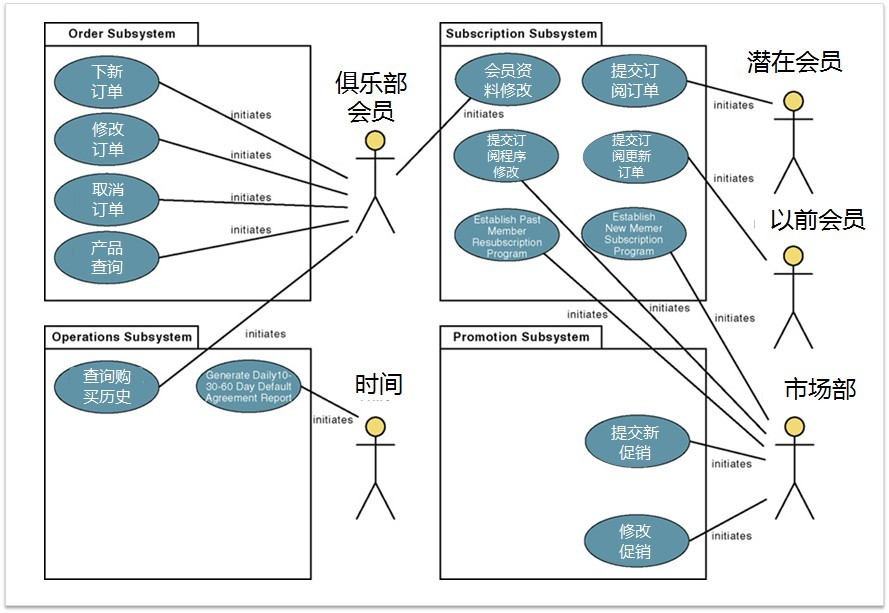 Order Subsystem
下新
订单
修改
订单
取消
订单
产品
查询
initiates
initiates
initiates
initiates
俱乐部
会员
Subscription Subsystem
会员资
料修改
提交订
阅订单
提交订
阅程序
修改
提交订
阅更新
订单
Establish Past
Member
Resubscription
Program
Establish
New Memer
Subscription
Program
initiates
initiates
initiates
潜在会员
以前会员
Operations Subsystem
查询购
买历史
Generate Daily10-
30-60 Day Default
Agreement Report
initiates
initiates
时间
Promotion Subsystem
提交新
促销
修改
促销
initiates
initiates
initiates
initiates
initiates
市场部